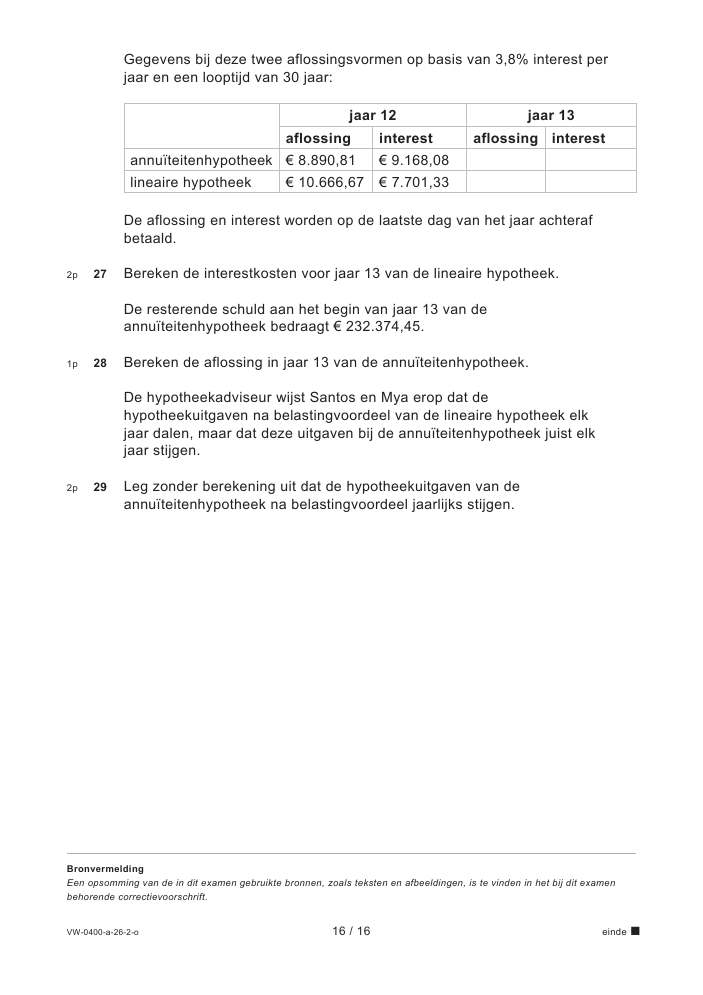 Gegevens bij deze twee aflossingsvormen op basis van 3,8% interest per
jaar en een looptijd van 30 jaar:
jaar 12 jaar 13
aflossing interest aflossing interest
annuïteitenhypotheek € 8.890,81 € 9.168,08
lineaire hypotheek € 10.666,67 € 7.701,33
De aflossing en interest worden op de laatste dag van het jaar achteraf
betaald.
2p 27 Bereken de interestkosten voor jaar 13 van de lineaire hypotheek.
De resterende schuld aan het begin van jaar 13 van de
annuïteitenhypotheek bedraagt € 232.374,45.
1p 28 Bereken de aflossing in jaar 13 van de annuïteitenhypotheek.
De hypotheekadviseur wijst Santos en Mya erop dat de
hypotheekuitgaven na belastingvoordeel van de lineaire hypotheek elk
jaar dalen, maar dat deze uitgaven bij de annuïteitenhypotheek juist elk
jaar stijgen.
2p 29 Leg zonder berekening uit dat de hypotheekuitgaven van de
annuïteitenhypotheek na belastingvoordeel jaarlijks stijgen.
Bronvermelding
Een opsomming van de in dit examen gebruikte bronnen, zoals teksten en afbeeldingen, is te vinden in het bij dit examen
behorende correctievoorschrift.
VW-0400-a-26-2-o 16 / 16 einde ■